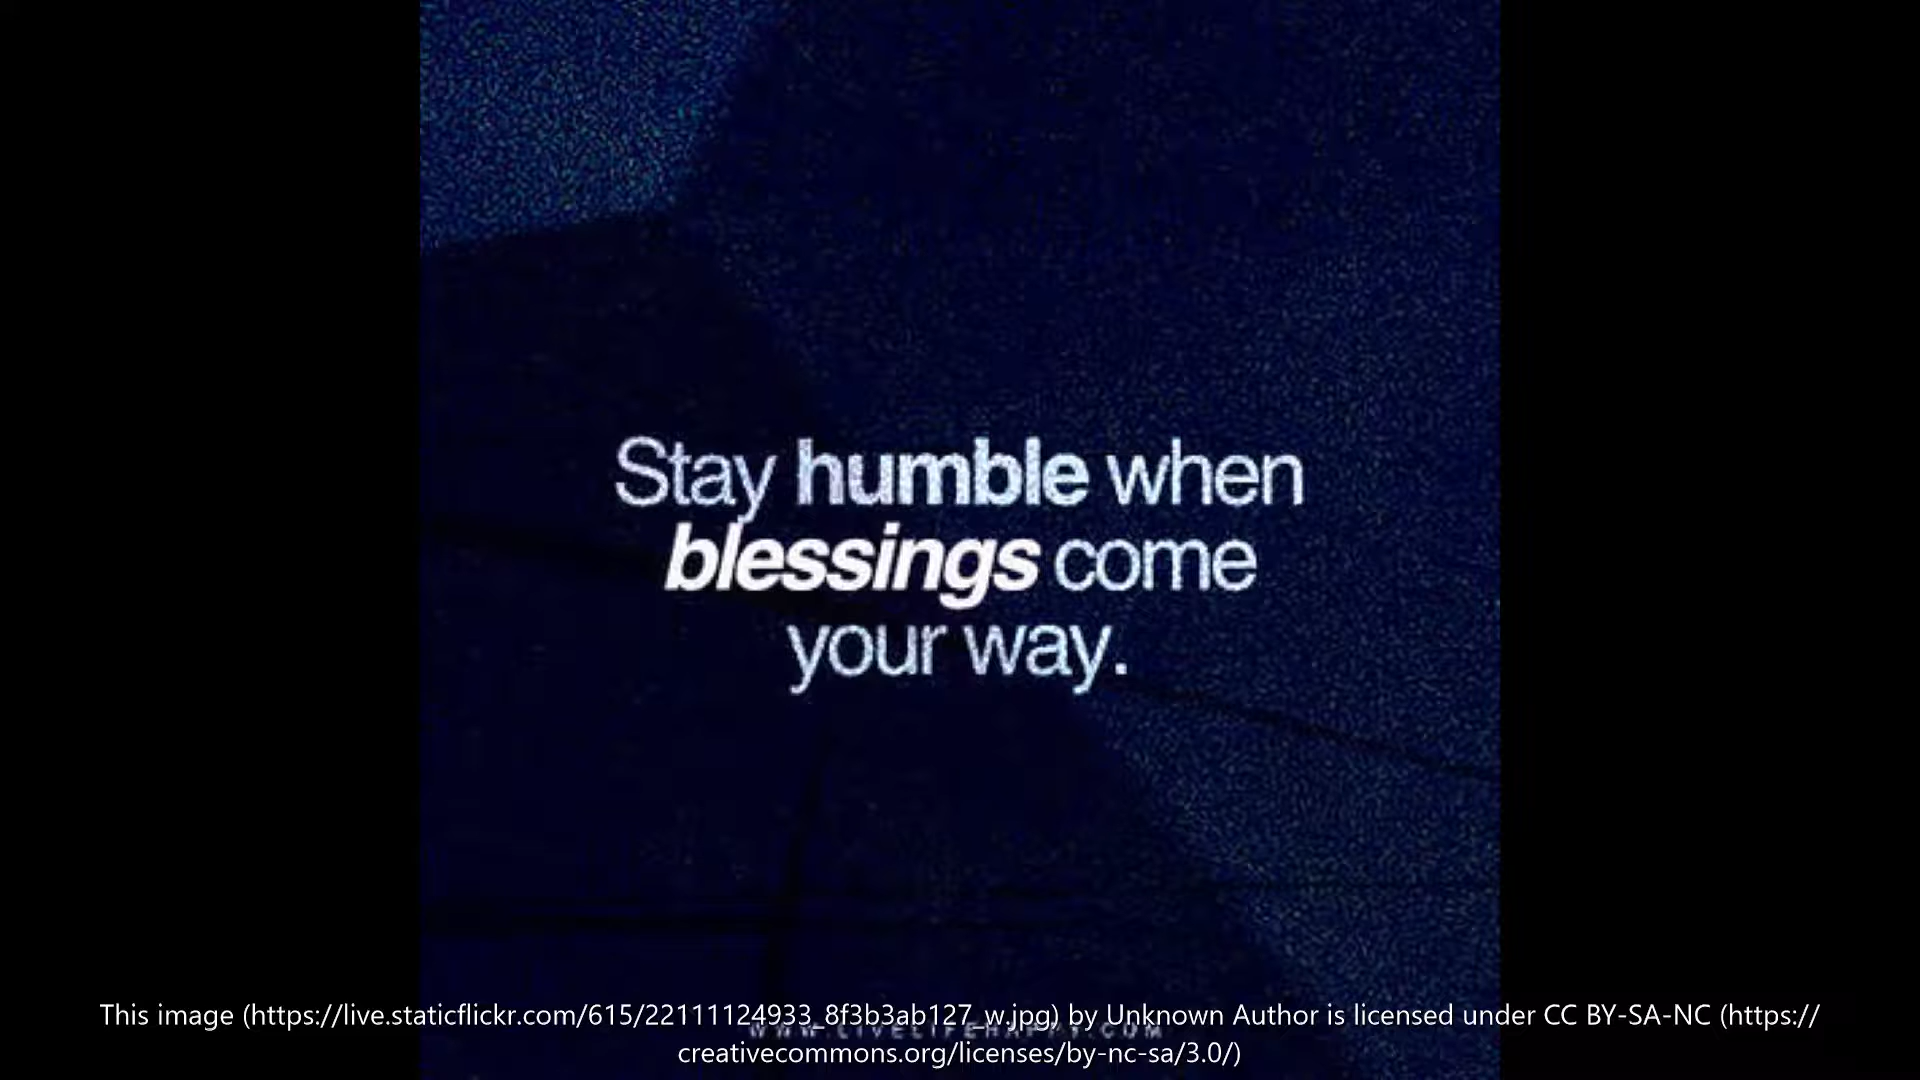 Stay humble when
blessings come
your way.
This image (https://live.staticflickr.com/615/22111124933_8f3b3ab127_w.jpg) by Unknown Author is licensed under CC BY-SA-NC (https://
creativecommons.org/licenses/by-nc-sa/3.0/)